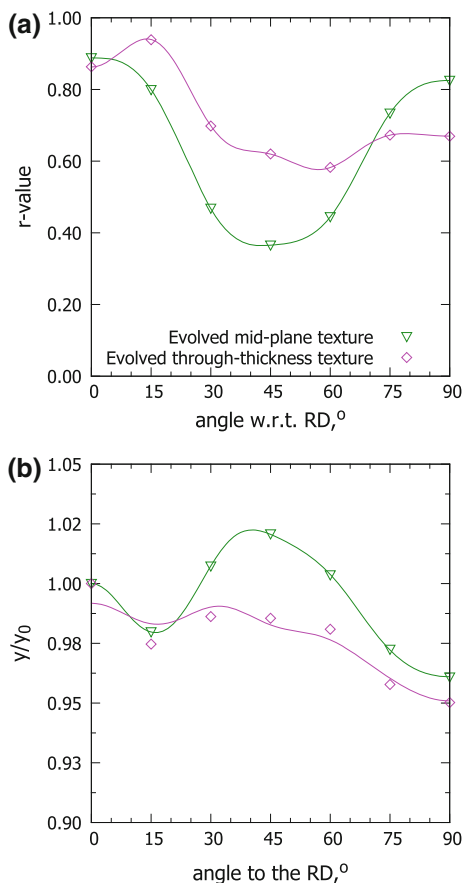 (a)
1.00
0.80
0.60
0.40
0.20
0.00
r-value
Evolved mid-plane texture
Evolved through-thickness texture
0 15 30 45 60 75 90
angle w.r.t. RD,°
(b)
1.05
1.02
1.00
0.98
0.95
0.93
0.90
y/y₀
0 15 30 45 60 75 90
angle to the RD,°